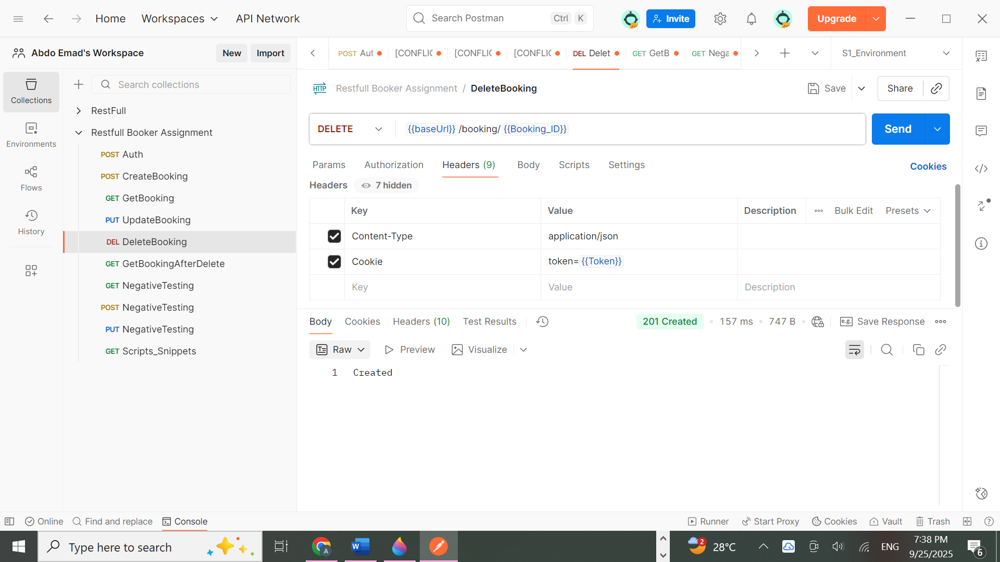 Home
Workspaces
API Network
Search Postman
Ctrl
K
Invite
Upgrade
Abdo Emad's Workspace
New
Import
POST Aut
[CONFLIC
[CONFLIC
[CONFLIC
DEL Delet
GET GetB
GET Nega
S1_Environment
Collections
Environments
Flows
History
Search collections
RestFull
Restfull Booker Assignment
POST Auth
POST CreateBooking
GET GetBooking
PUT UpdateBooking
DEL DeleteBooking
GET GetBookingAfterDelete
GET NegativeTesting
POST NegativeTesting
PUT NegativeTesting
GET Scripts_Snippets
HTTP
Restfull Booker Assignment / DeleteBooking
Save
Share
DELETE
{{baseUrl}} /booking/ {{Booking_ID}}
Send
Params
Authorization
Headers (9)
Body
Scripts
Settings
Cookies
Headers
7 hidden
Key
Value
Description
Bulk Edit
Presets
Content-Type
application/json
Cookie
token= {{Token}}
Key
Value
Description
Body
Cookies
Headers (10)
Test Results
201 Created
157 ms
747 B
e.g.
Save Response
Raw
Preview
Visualize
1 Created
Online
Find and replace
Console
Runner
Start Proxy
Cookies
Vault
Trash
Type here to search
A
W
2
28°C
ENG
7:38 PM
9/25/2025
6